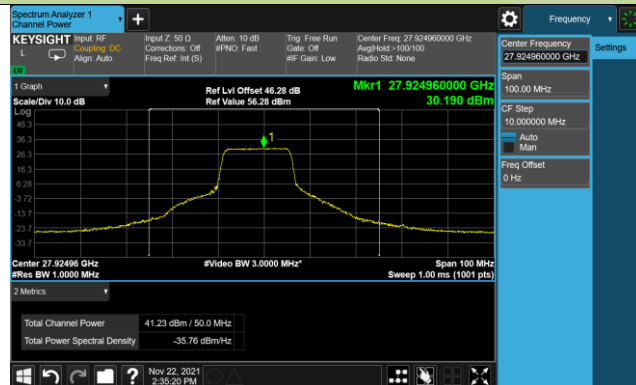 Spectrum Analyzer 1
Channel Power
+
Frequency
KEYSIGHT
L
Input: RF
Coupling: DC
Align: Auto
Input Z: 50 Ω
Corrections: Off
Freq Ref: Int (S)
Atten: 10 dB
#PNO: Fast
Trig: Free Run
Gate: Off
#IF Gain: Low
Center Freq: 27.924960000 GHz
Avg|Hold:>100/100
Radio Std: None
Center Frequency
27.924960000 GHz
Settings
Span
100.00 MHz
CF Step
10.000000 MHz
Auto
Man
Freq Offset
0 Hz
1 Graph
Scale/Div 10.0 dB
Ref Lvl Offset 46.28 dB
Ref Value 56.28 dBm
Mkr1 27.924960000 GHz
30.190 dBm
Log
46.3
36.3
26.3
16.3
6.28
-3.72
-13.7
-23.7
-33.7
1
Center 27.92496 GHz
#Res BW 1.0000 MHz
#Video BW 3.0000 MHz*
Span 100 MHz
Sweep 1.00 ms (1001 pts)
2 Metrics
Total Channel Power 41.23 dBm / 50.0 MHz
Total Power Spectral Density -35.76 dBm/Hz
?
Nov 22, 2021
2:35:20 PM